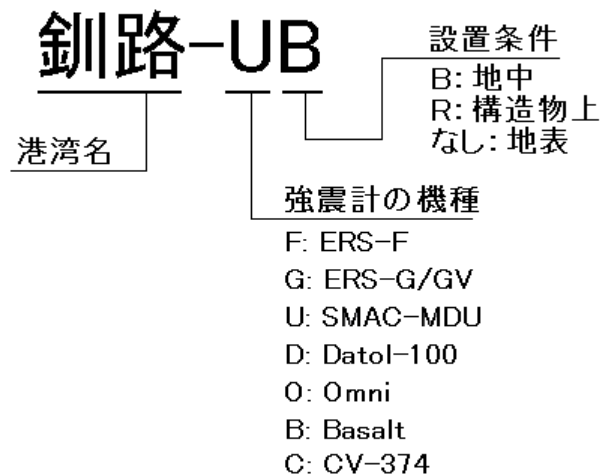 釧路-UB
設置条件
B: 地中
R: 構造物上
なし: 地表
港湾名
強震計の機種
F: ERS-F
G: ERS-G/GV
U: SMAC-MDU
D: Datol-100
O: Omni
B: Basalt
C: CV-374